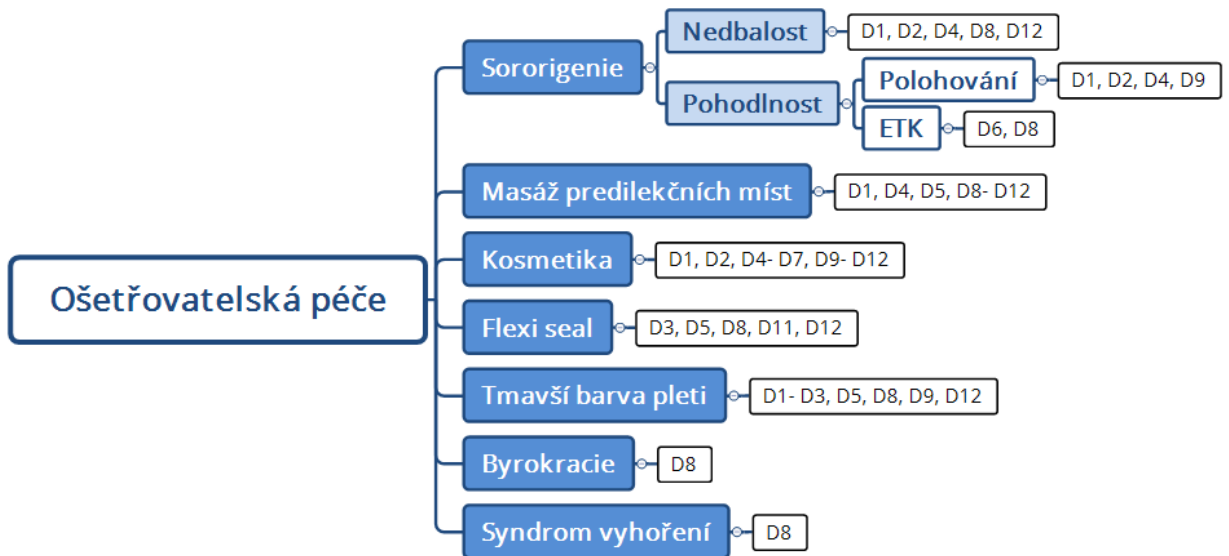 Ošetřovatelská péče
Sororigenie
Nedbalost
D1, D2, D4, D8, D12
Pohodlnost
Polohování
D1, D2, D4, D9
ETK
D6, D8
Masáž predilekčních míst
D1, D4, D5, D8- D12
Kosmetika
D1, D2, D4- D7, D9- D12
Flexi seal
D3, D5, D8, D11, D12
Tmavší barva pleti
D1- D3, D5, D8, D9, D12
Byrokracie
D8
Syndrom vyhoření
D8